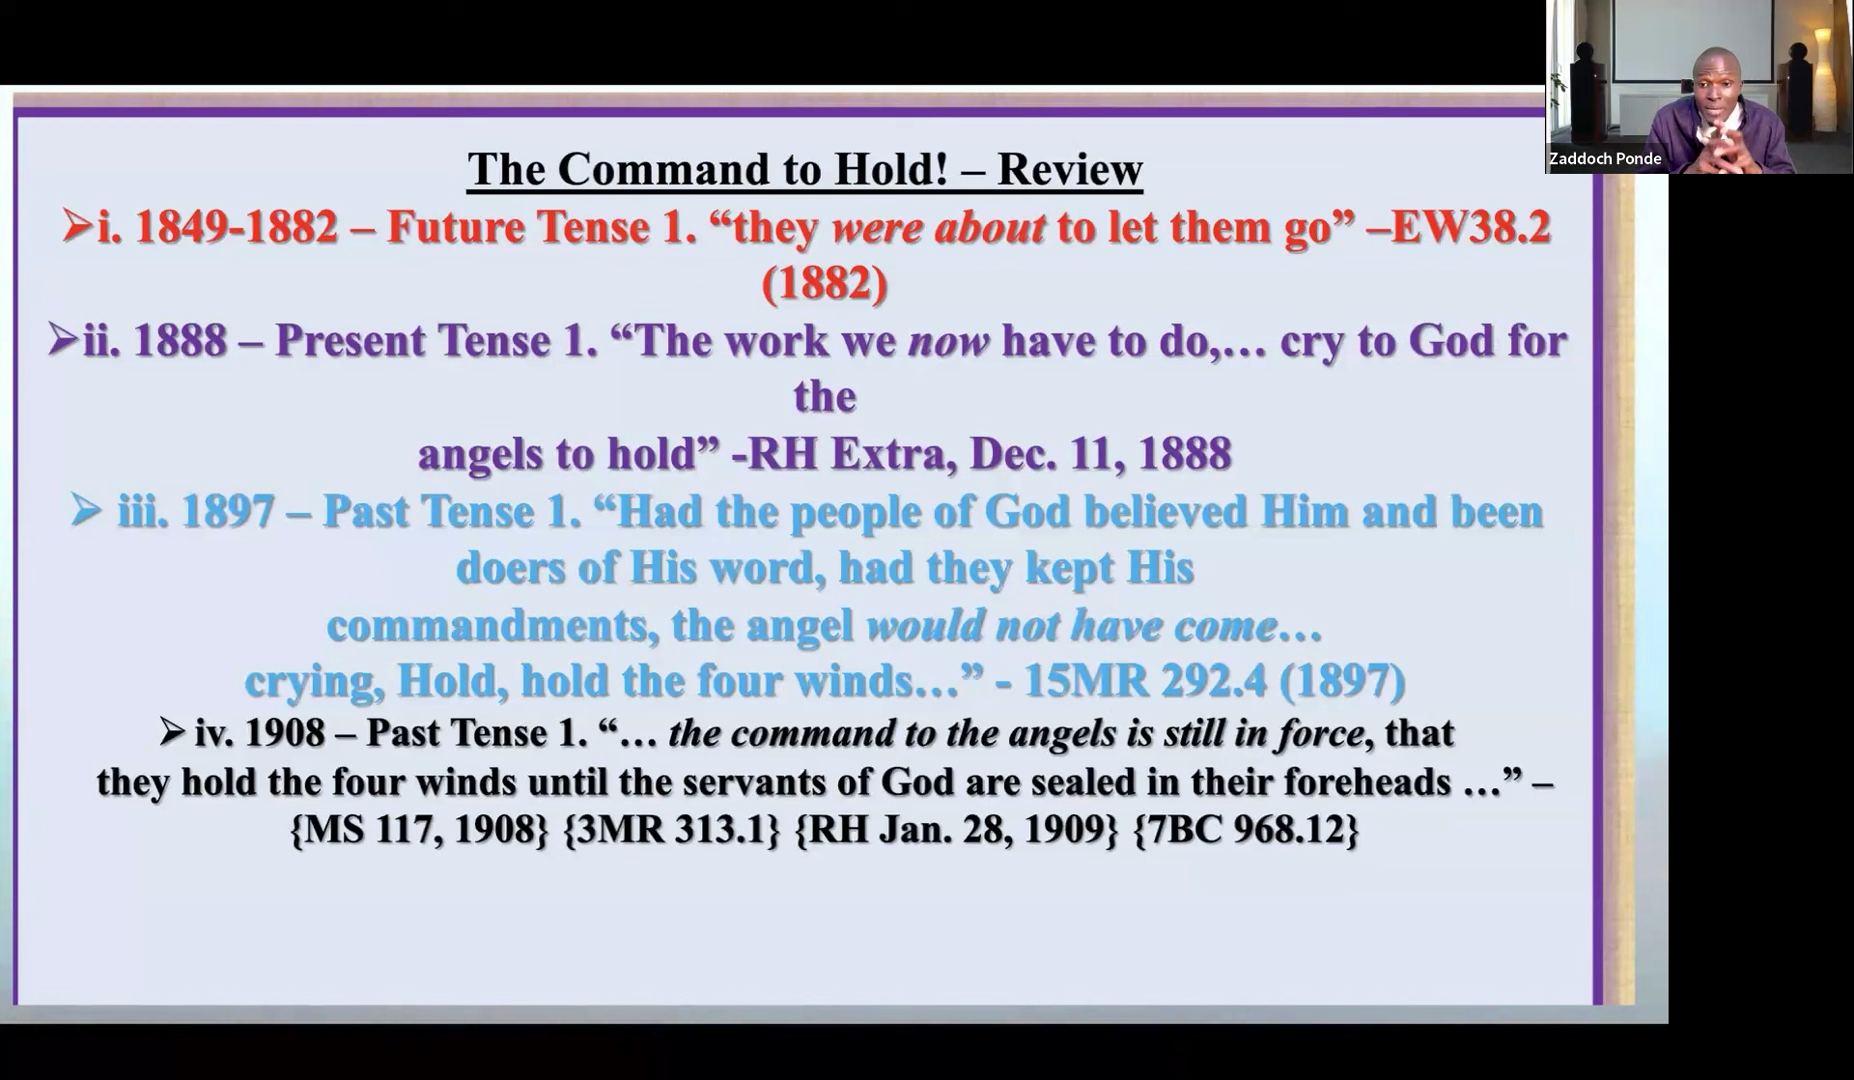 Zaddoch Ponde
The Command to Hold! – Review
➢i. 1849-1882 – Future Tense 1. “they were about to let them go” –EW38.2
(1882)
➢ii. 1888 – Present Tense 1. “The work we now have to do,… cry to God for
the
angels to hold” -RH Extra, Dec. 11, 1888
➢ iii. 1897 – Past Tense 1. “Had the people of God believed Him and been
doers of His word, had they kept His
commandments, the angel would not have come…
crying, Hold, hold the four winds…” - 15MR 292.4 (1897)
➢ iv. 1908 – Past Tense 1. “… the command to the angels is still in force, that
they hold the four winds until the servants of God are sealed in their foreheads …” –
{MS 117, 1908} {3MR 313.1} {RH Jan. 28, 1909} {7BC 968.12}